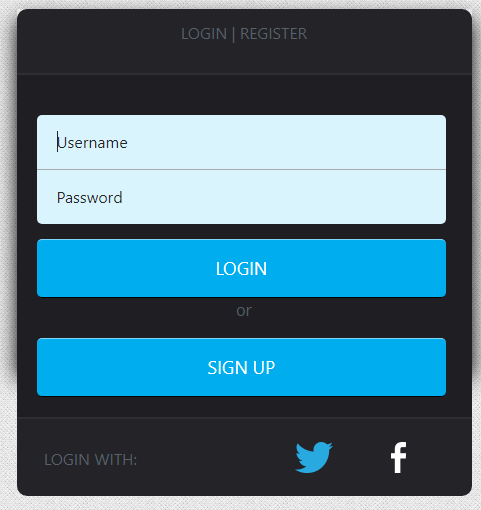 LOGIN | REGISTER
Username
Password
LOGIN
or
SIGN UP
LOGIN WITH: